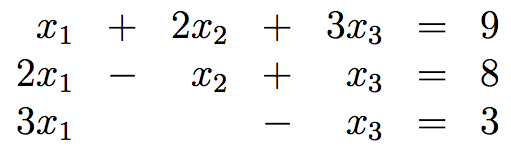 x₁ + 2x₂ + 3x₃ = 9
2x₁ − x₂ + x₃ = 8
3x₁ − x₃ = 3